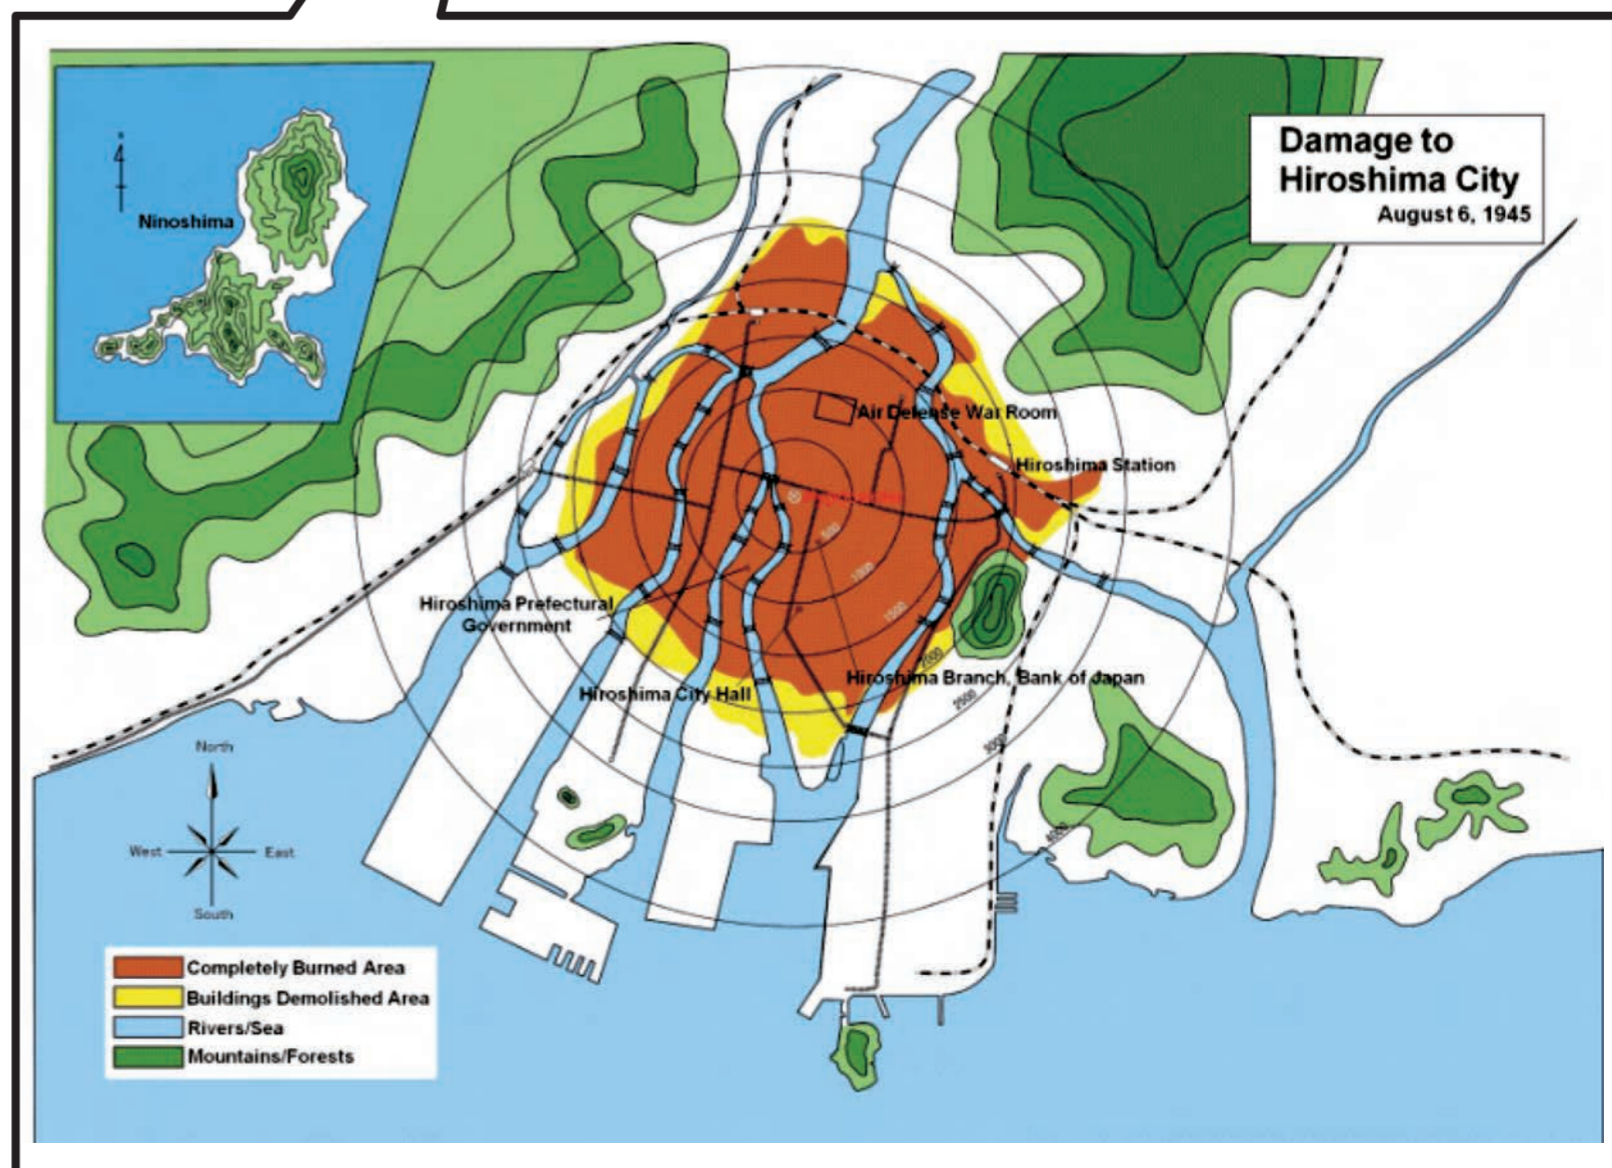 Damage to
Hiroshima City
August 6, 1945
Ninoshima
Air Defense War Room
Hiroshima Station
500
1000
1500
2000
2500
3000
4000
Hiroshima Prefectural
Government
Hiroshima Branch, Bank of Japan
Hiroshima City Hall
North
West
East
South
Completely Burned Area
Buildings Demolished Area
Rivers/Sea
Mountains/Forests